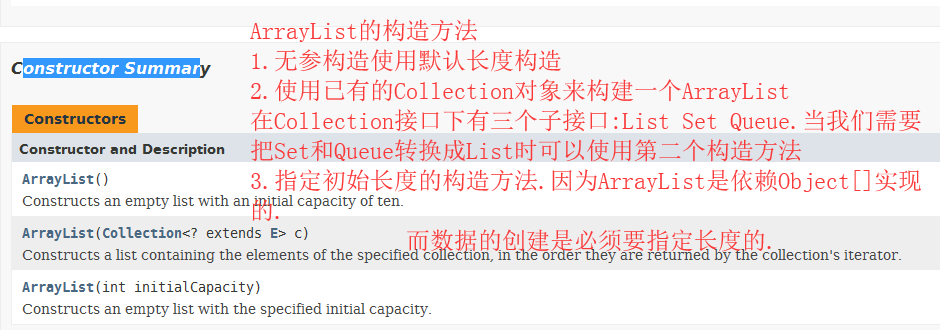 ArrayList的构造方法
1.无参构造使用默认长度构造
2.使用已有的Collection对象来构建一个ArrayList
在Collection接口下有三个子接口:List Set Queue.当我们需要
把Set和Queue转换成List时可以使用第二个构造方法
3.指定初始长度的构造方法.因为ArrayList是依赖Object[]实现
的.
而数据的创建是必须要指定长度的.
Constructor Summary
Constructors
Constructor and Description
ArrayList()
Constructs an empty list with an initial capacity of ten.
ArrayList(Collection<? extends E> c)
Constructs a list containing the elements of the specified collection, in the order they are returned by the collection's iterator.
ArrayList(int initialCapacity)
Constructs an empty list with the specified initial capacity.